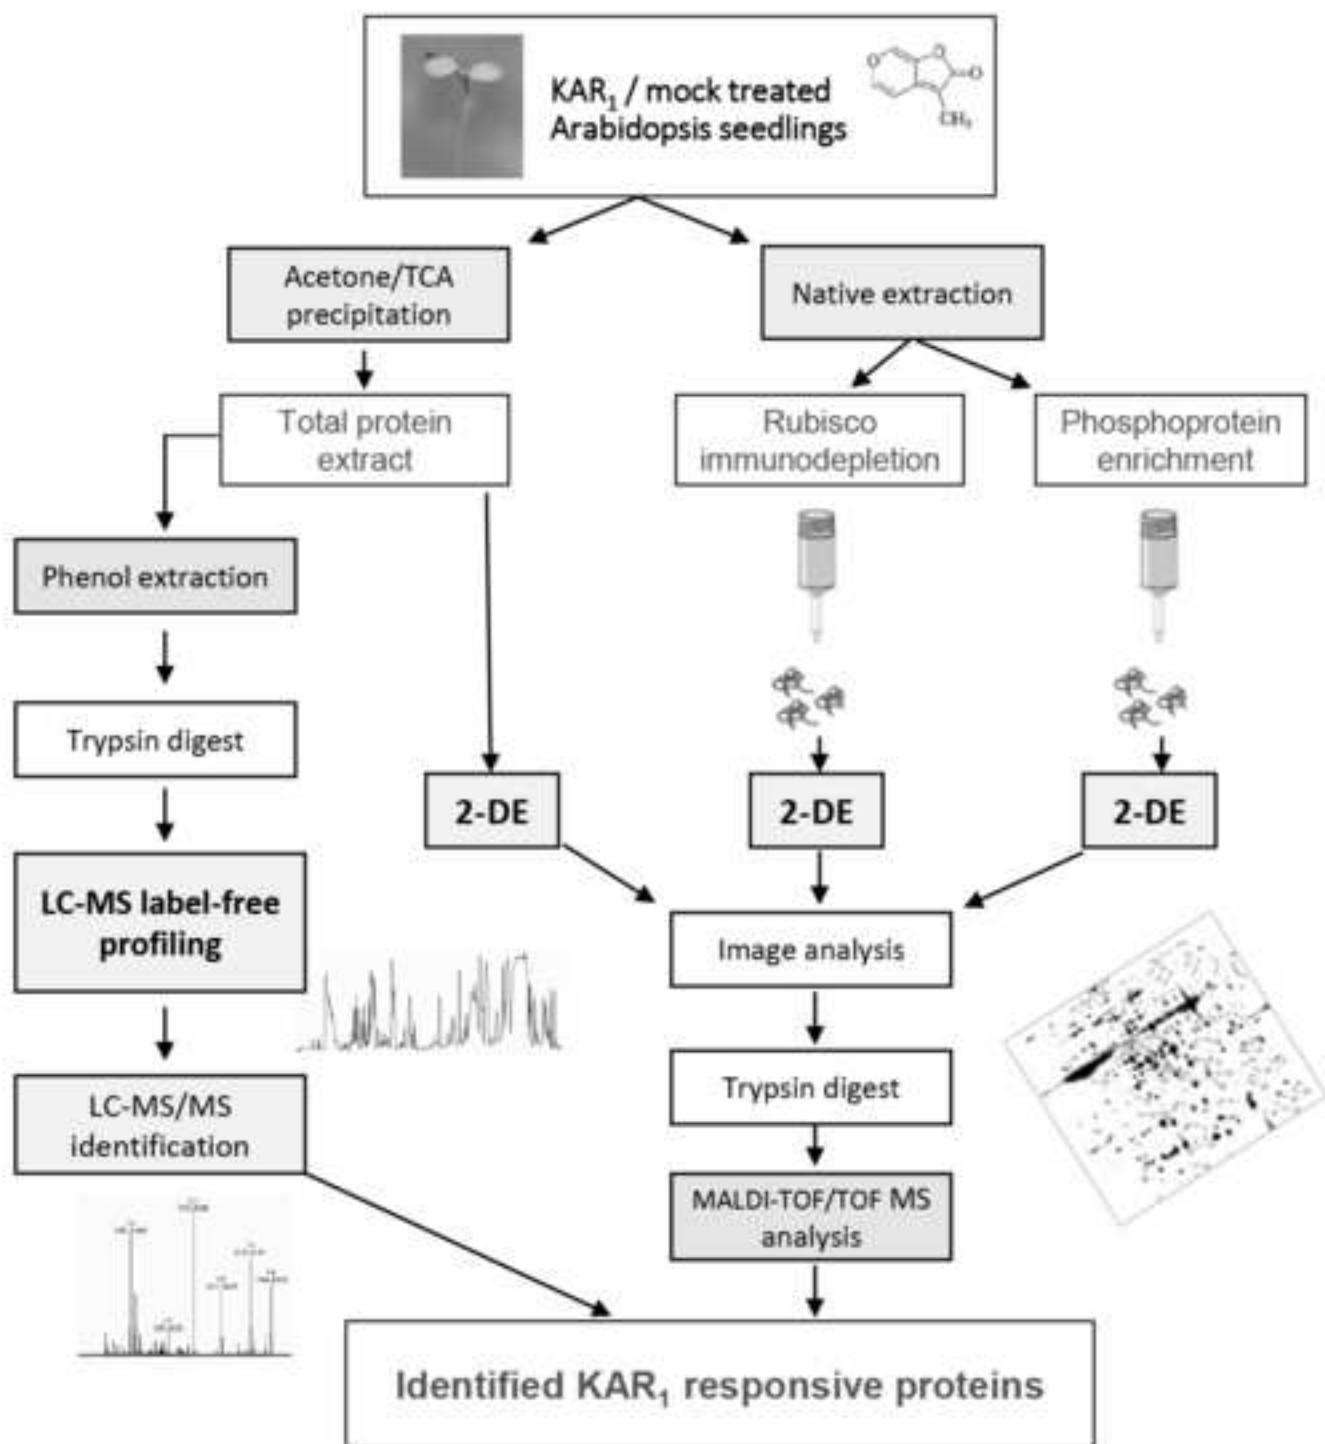 KAR₁ / mock treated
Arabidopsis seedlings
O
O
O
CH₃
Acetone/TCA
precipitation
Native extraction
Total protein
extract
Rubisco
immunodepletion
Phosphoprotein
enrichment
Phenol extraction
Trypsin digest
2-DE
2-DE
2-DE
LC-MS label-free
profiling
Image analysis
Trypsin digest
LC-MS/MS
identification
MALDI-TOF/TOF MS
analysis
Identified KAR₁ responsive proteins